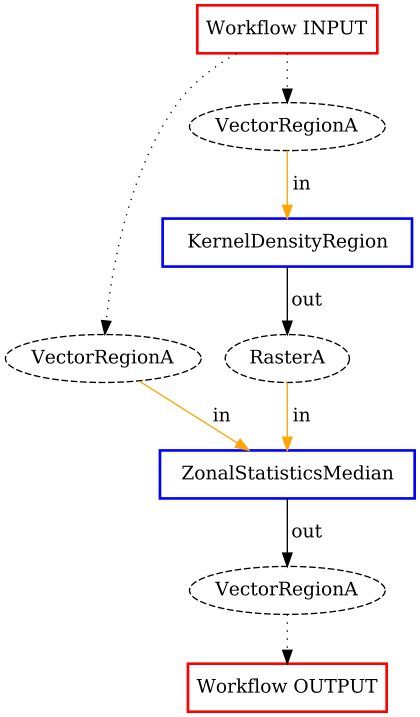 Workflow INPUT
VectorRegionA
in
KernelDensityRegion
out
VectorRegionA
RasterA
in
in
ZonalStatisticsMedian
out
VectorRegionA
Workflow OUTPUT